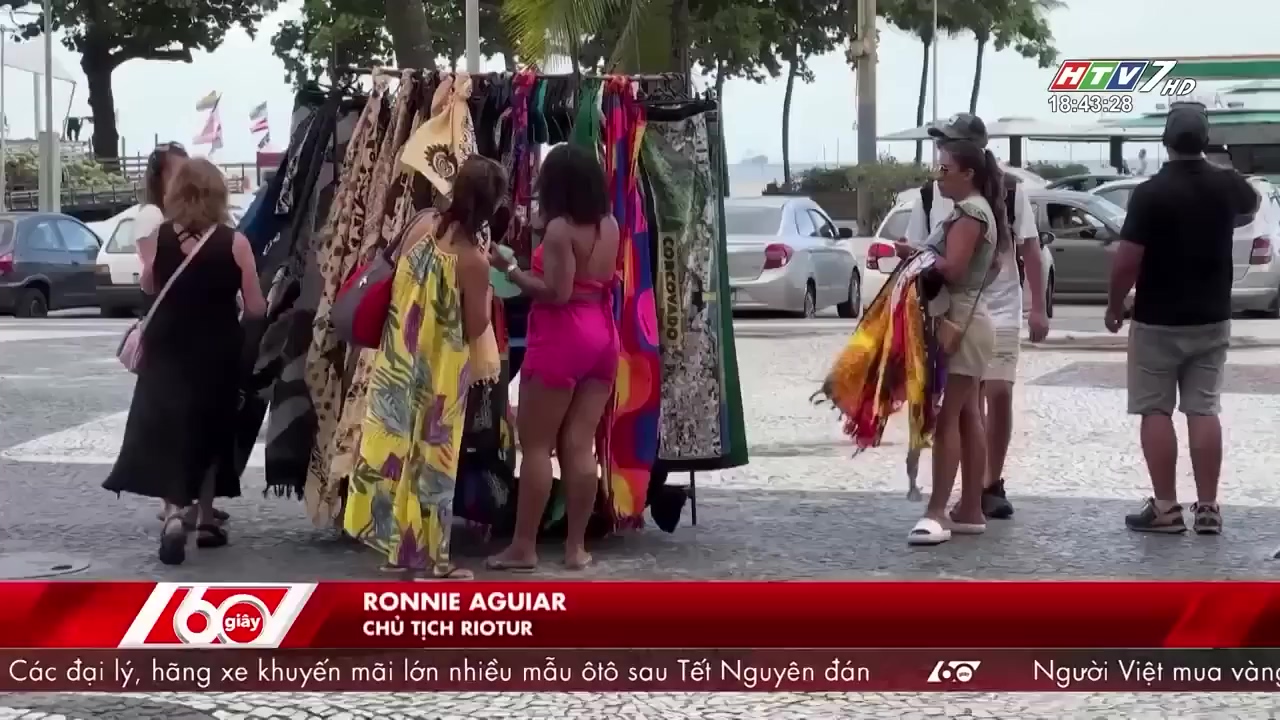 HTV7 HD
18:43:28
CORCOVADO
60 giây
RONNIE AGUIAR
CHỦ TỊCH RIOTUR
Các đại lý, hãng xe khuyến mãi lớn nhiều mẫu ôtô sau Tết Nguyên đán 60 giây Người Việt mua vàng